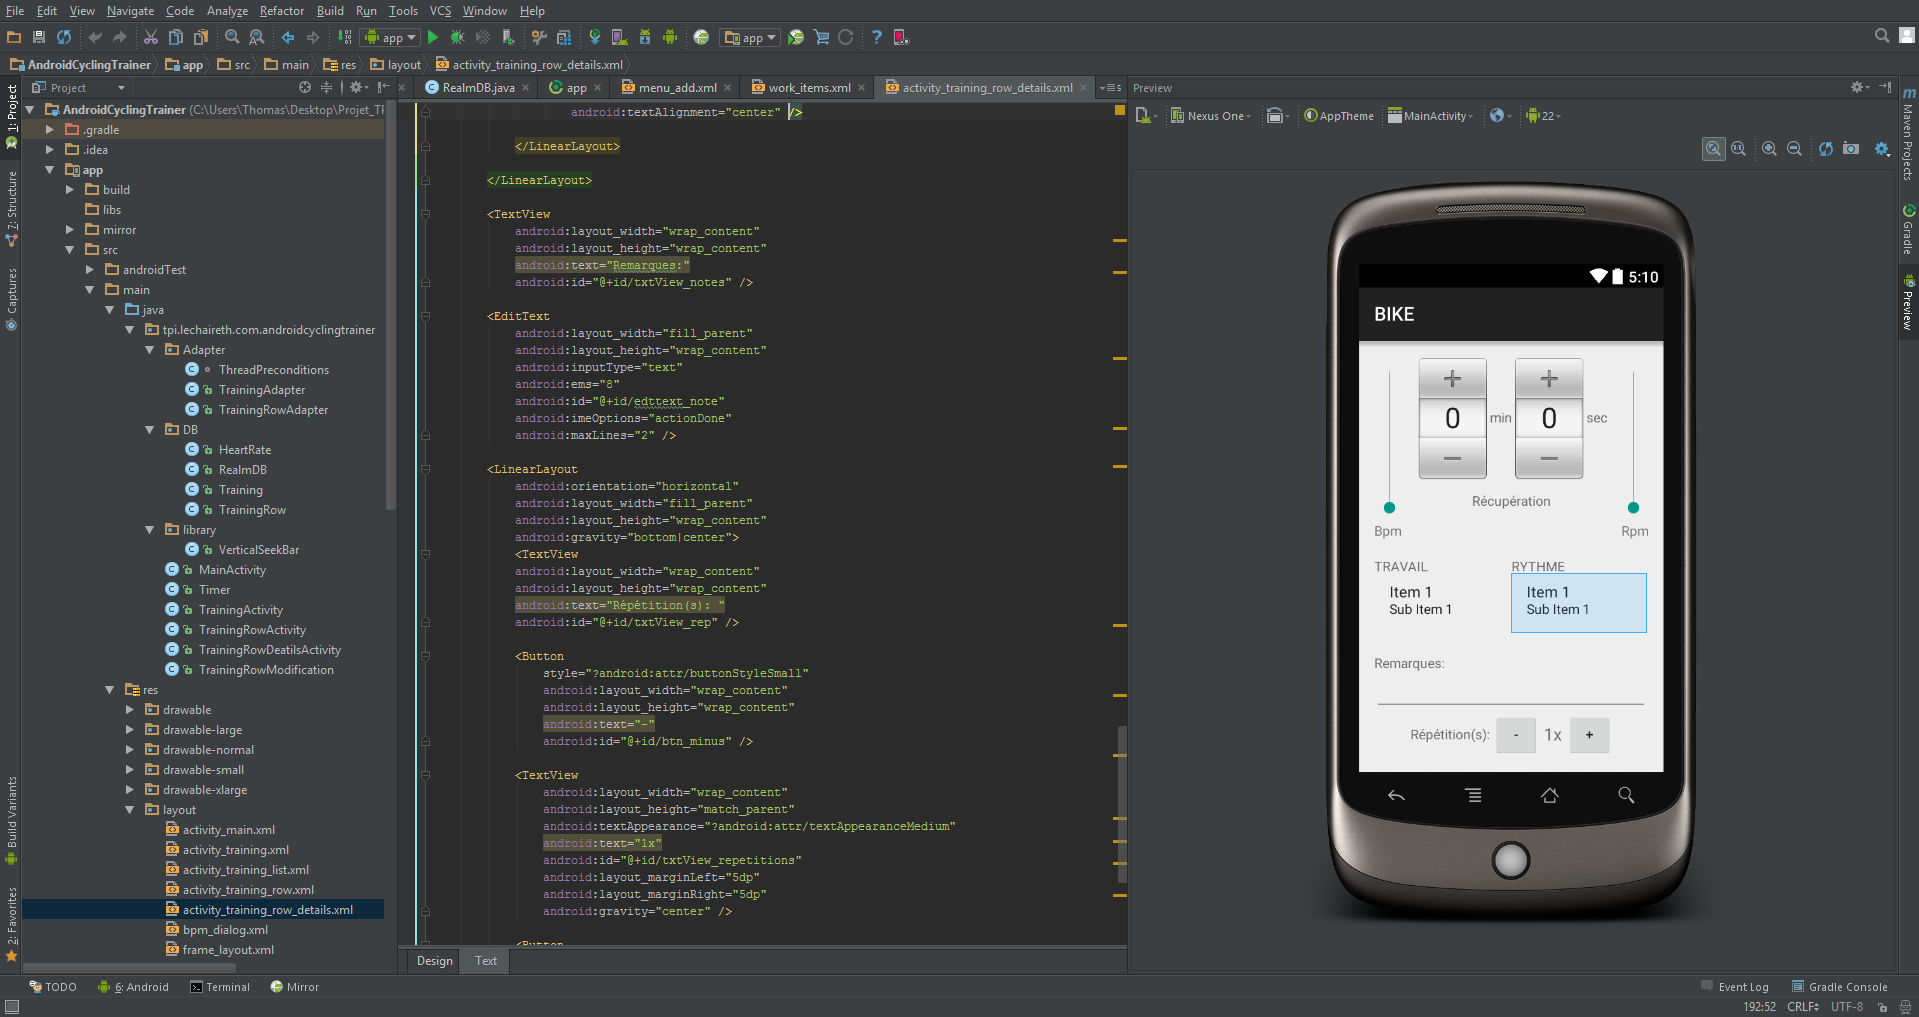 File Edit View Navigate Code Analyze Refactor Build Run Tools VCS Window Help
app app ?
AndroidCyclingTrainer app src main res layout activity_training_row_details.xml
Project RealmDB.java app menu_add.xml work_items.xml activity_training_row_details.xml Preview
1: Project
7: Structure
Captures
Build Variants
2: Favorites
AndroidCyclingTrainer (C:\Users\Thomas\Desktop\Projet_TF
.gradle
.idea
app
build
libs
mirror
src
androidTest
main
java
tpi.lechaireth.com.androidcyclingtrainer
Adapter
ThreadPreconditions
TrainingAdapter
TrainingRowAdapter
DB
HeartRate
RealmDB
Training
TrainingRow
library
VerticalSeekBar
MainActivity
Timer
TrainingActivity
TrainingRowActivity
TrainingRowDeatilsActivity
TrainingRowModification
res
drawable
drawable-large
drawable-normal
drawable-small
drawable-xlarge
layout
activity_main.xml
activity_training.xml
activity_training_list.xml
activity_training_row.xml
activity_training_row_details.xml
bpm_dialog.xml
frame_layout.xml
android:textAlignment="center" />
</LinearLayout>
</LinearLayout>
<TextView
android:layout_width="wrap_content"
android:layout_height="wrap_content"
android:text="Remarques:"
android:id="@+id/txtView_notes" />
<EditText
android:layout_width="fill_parent"
android:layout_height="wrap_content"
android:inputType="text"
android:ems="8"
android:id="@+id/edttext_note"
android:imeOptions="actionDone"
android:maxLines="2" />
<LinearLayout
android:orientation="horizontal"
android:layout_width="fill_parent"
android:layout_height="wrap_content"
android:gravity="bottom|center">
<TextView
android:layout_width="wrap_content"
android:layout_height="wrap_content"
android:text="Répétition(s): "
android:id="@+id/txtView_rep" />
<Button
style="?android:attr/buttonStyleSmall"
android:layout_width="wrap_content"
android:layout_height="wrap_content"
android:text="-"
android:id="@+id/btn_minus" />
<TextView
android:layout_width="wrap_content"
android:layout_height="match_parent"
android:textAppearance="?android:attr/textAppearanceMedium"
android:text="1x"
android:id="@+id/txtView_repetitions"
android:layout_marginLeft="5dp"
android:layout_marginRight="5dp"
android:gravity="center" />
<Button
Design Text
Nexus One AppTheme MainActivity 22
5:10
BIKE
+ +
0 min 0 sec
− −
Récupération
Bpm Rpm
TRAVAIL RYTHME
Item 1 Item 1
Sub Item 1 Sub Item 1
Remarques:
Répétition(s): - 1x +
m Maven Projects
Gradle
Preview
TODO 6: Android Terminal Mirror Event Log Gradle Console
192:52 CRLF UTF-8